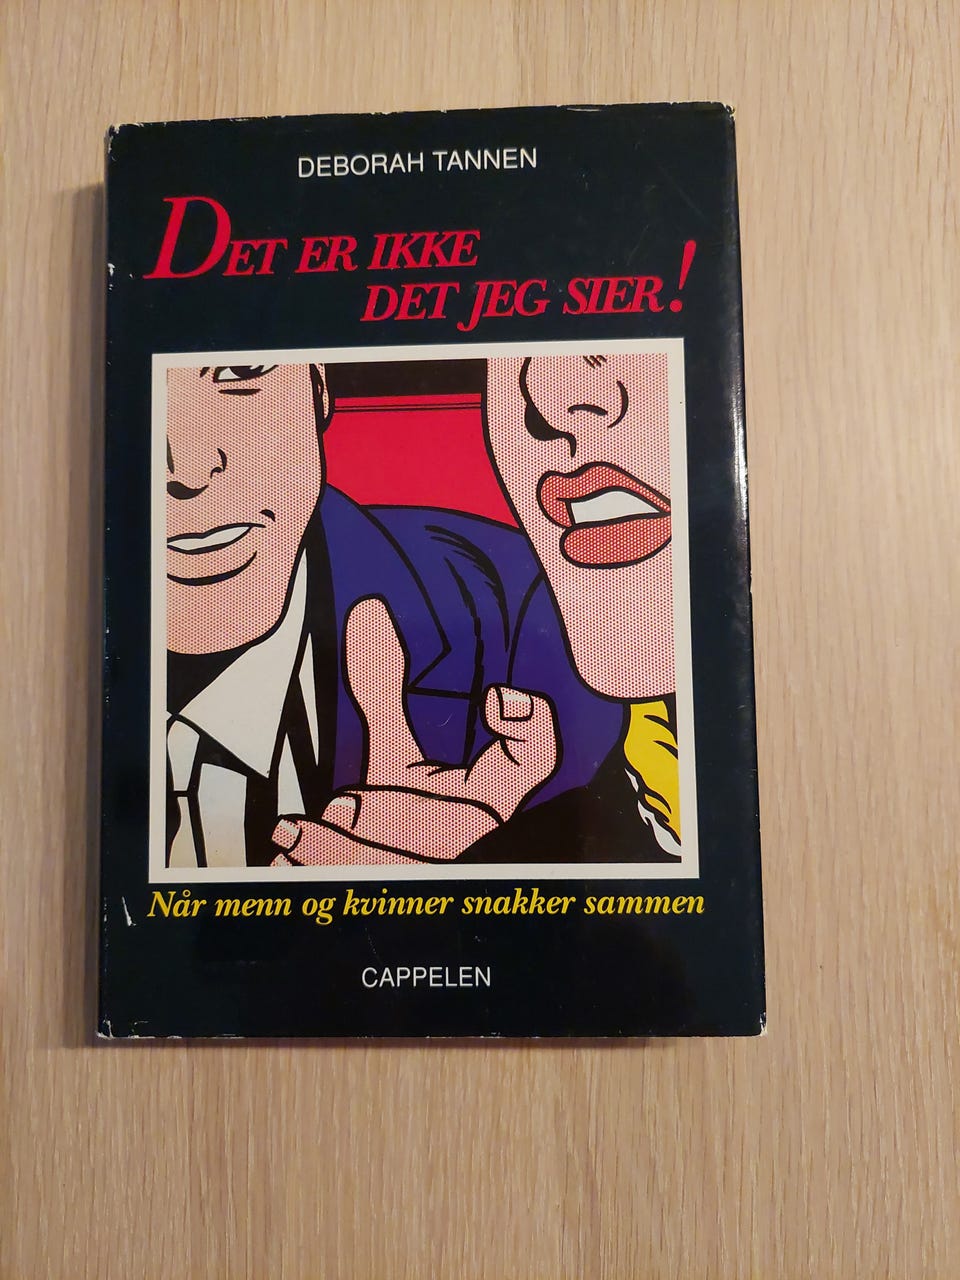 DEBORAH TANNEN
DET ER IKKE
DET JEG SIER!
Når menn og kvinner snakker sammen
CAPPELEN